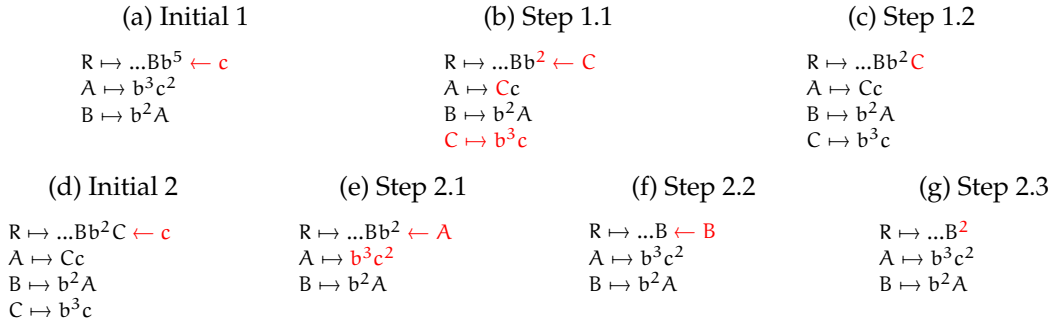 (a) Initial 1
R ↦ ...Bb⁵ ← c
A ↦ b³c²
B ↦ b²A
(b) Step 1.1
R ↦ ...Bb² ← C
A ↦ Cc
B ↦ b²A
C ↦ b³c
(c) Step 1.2
R ↦ ...Bb²C
A ↦ Cc
B ↦ b²A
C ↦ b³c
(d) Initial 2
R ↦ ...Bb²C ← c
A ↦ Cc
B ↦ b²A
C ↦ b³c
(e) Step 2.1
R ↦ ...Bb² ← A
A ↦ b³c²
B ↦ b²A
(f) Step 2.2
R ↦ ...B ← B
A ↦ b³c²
B ↦ b²A
(g) Step 2.3
R ↦ ...B²
A ↦ b³c²
B ↦ b²A